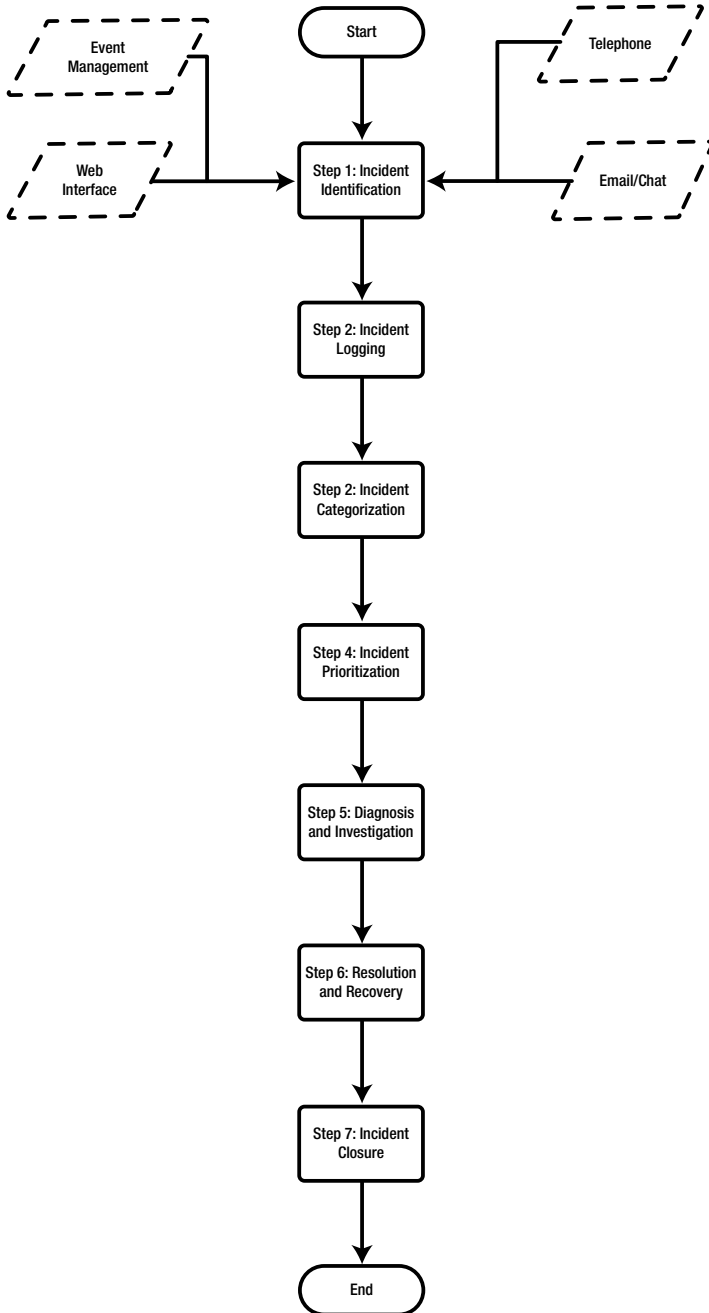 Event
Management
Start
Telephone
Web
Interface
Step 1: Incident
Identification
Email/Chat
Step 2: Incident
Logging
Step 2: Incident
Categorization
Step 4: Incident
Prioritization
Step 5: Diagnosis
and Investigation
Step 6: Resolution
and Recovery
Step 7: Incident
Closure
End